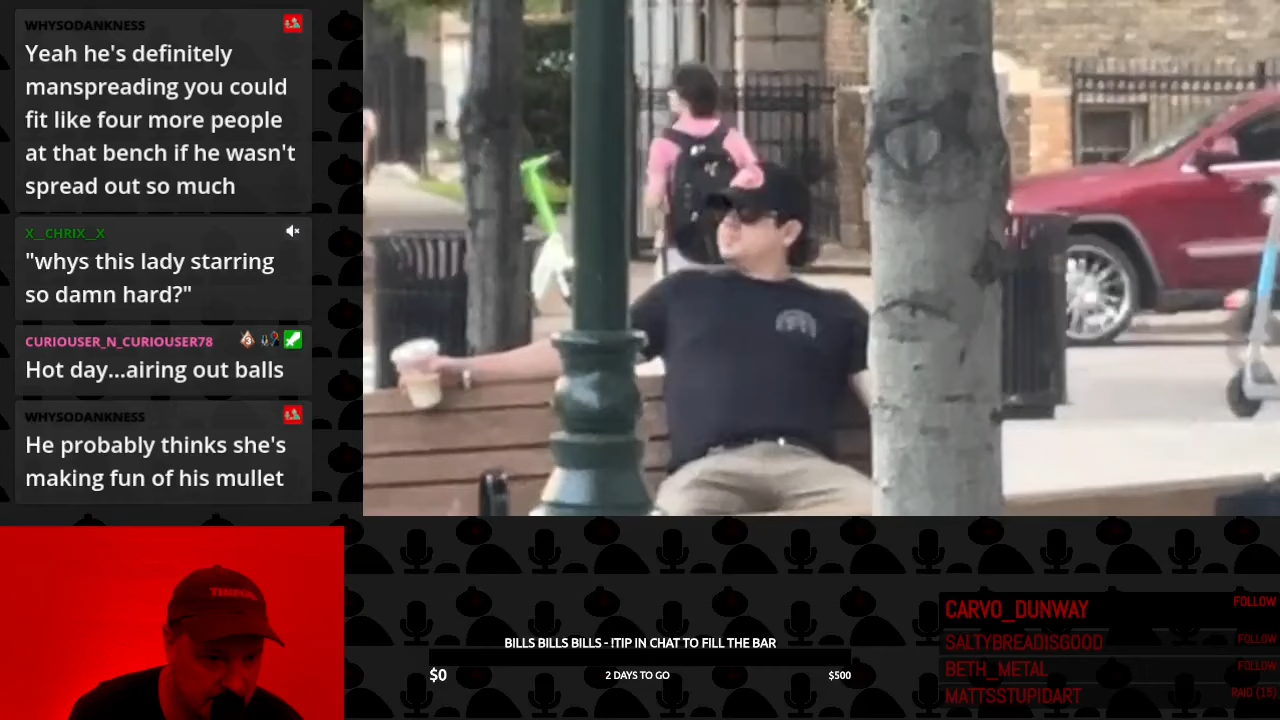 WHYSODANKNESS
Yeah he's definitely
manspreading you could
fit like four more people
at that bench if he wasn't
spread out so much
X__CHRIX__X
"whys this lady starring
so damn hard?"
CURIOUSER_N_CURIOUSER78
Hot day...airing out balls
WHYSODANKNESS
He probably thinks she's
making fun of his mullet
BILLS BILLS BILLS - !TIP IN CHAT TO FILL THE BAR
$0
2 DAYS TO GO
$500
CARVO_DUNWAY FOLLOW
SALTYBREADISGOOD FOLLOW
BETH_METAL FOLLOW
MATTSSTUPIDART RAID (15)